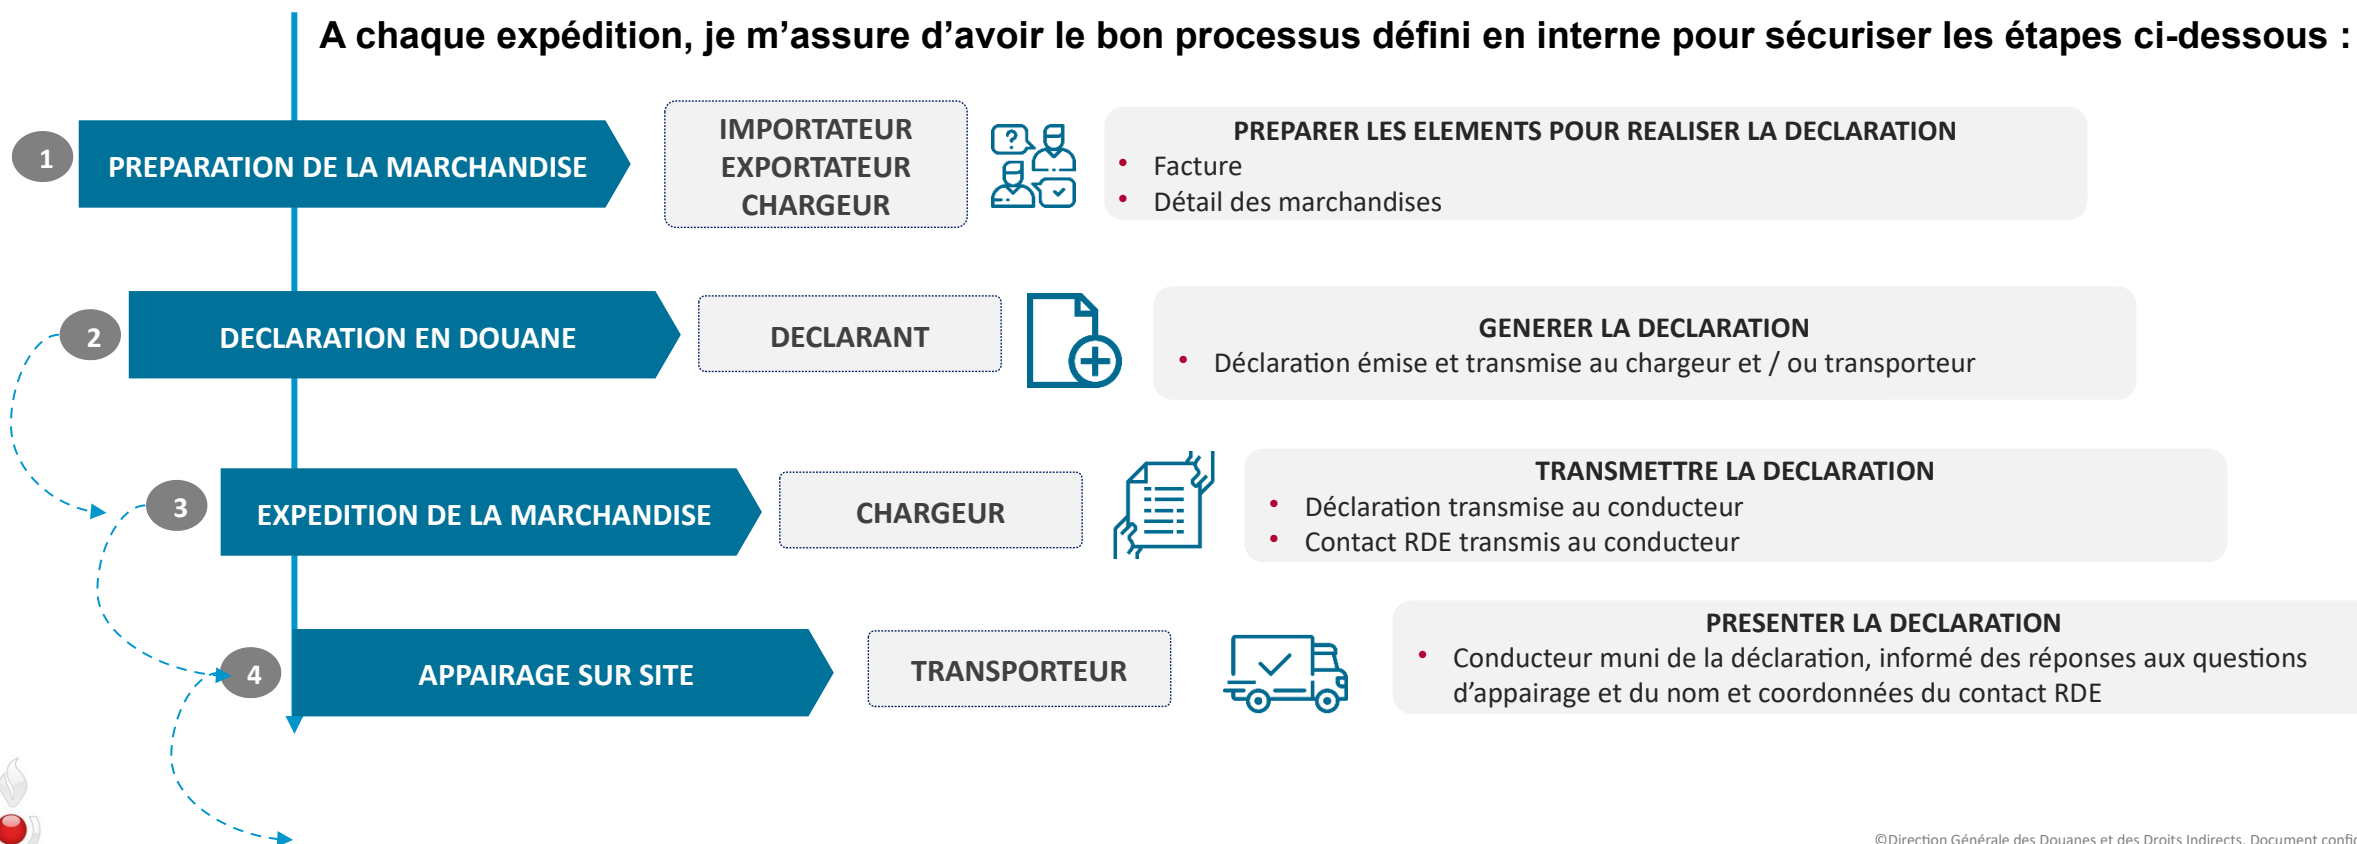 A chaque expédition, je m’assure d’avoir le bon processus défini en interne pour sécuriser les étapes ci-dessous :
1
PREPARATION DE LA MARCHANDISE
IMPORTATEUR
EXPORTATEUR
CHARGEUR
?
PREPARER LES ELEMENTS POUR REALISER LA DECLARATION
• Facture
• Détail des marchandises
2
DECLARATION EN DOUANE
DECLARANT
GENERER LA DECLARATION
• Déclaration émise et transmise au chargeur et / ou transporteur
3
EXPEDITION DE LA MARCHANDISE
CHARGEUR
TRANSMETTRE LA DECLARATION
• Déclaration transmise au conducteur
• Contact RDE transmis au conducteur
4
APPAIRAGE SUR SITE
TRANSPORTEUR
PRESENTER LA DECLARATION
• Conducteur muni de la déclaration, informé des réponses aux questions
d’appairage et du nom et coordonnées du contact RDE
©Direction Générale des Douanes et des Droits Indirects. Document confi